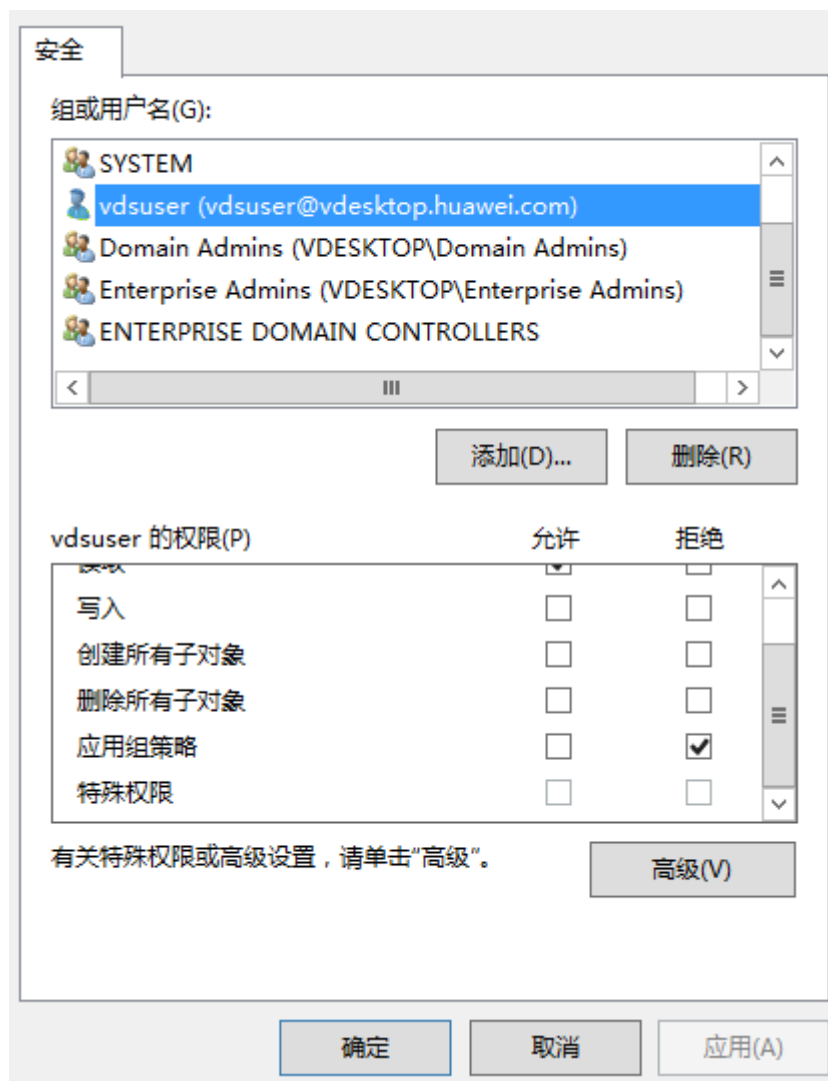 安全
组或用户名(G):
SYSTEM
vdsuser (vdsuser@vdesktop.huawei.com)
Domain Admins (VDESKTOP\Domain Admins)
Enterprise Admins (VDESKTOP\Enterprise Admins)
ENTERPRISE DOMAIN CONTROLLERS
添加(D)... 删除(R)
vdsuser 的权限(P) 允许 拒绝
读取
写入
创建所有子对象
删除所有子对象
应用组策略
特殊权限
有关特殊权限或高级设置，请单击“高级”。 高级(V)
确定 取消 应用(A)